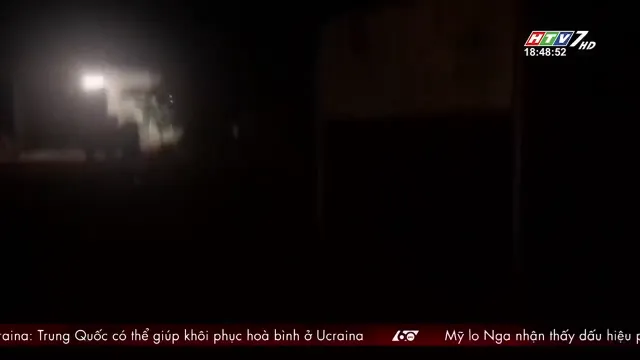 HTV7 HD
18:48:52
raina: Trung Quốc có thể giúp khôi phục hoà bình ở Ucraina 60 Mỹ lo Nga nhận thấy dấu hiệu p